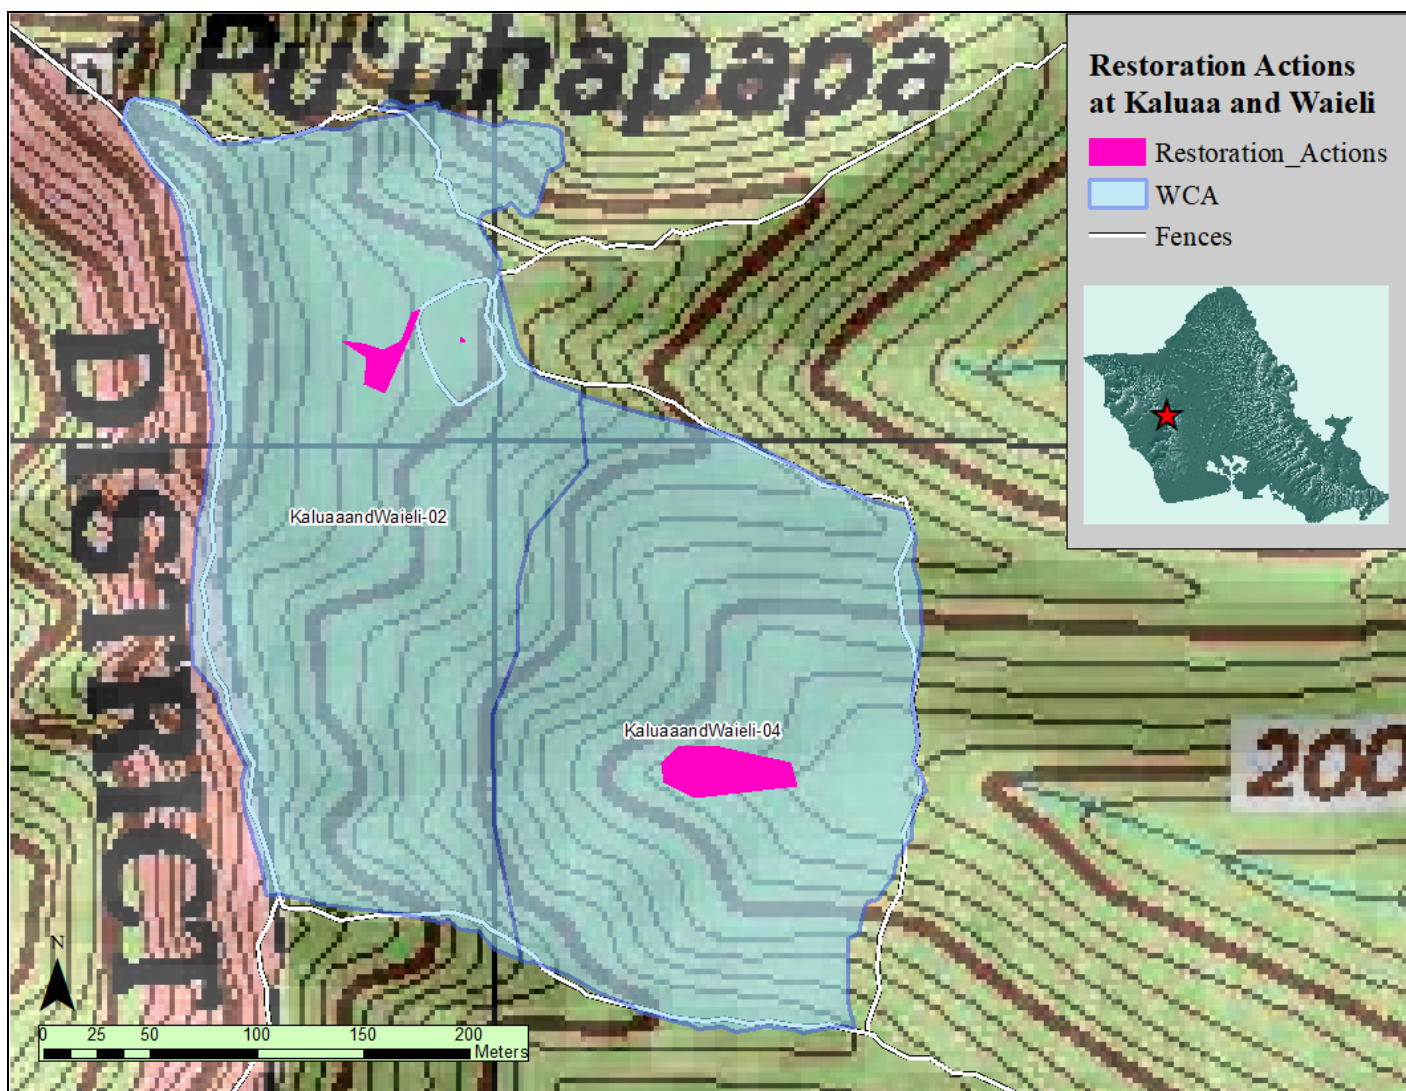 Pu'uhapapa
Restoration Actions
at Kaluaa and Waieli
Restoration_Actions
WCA
Fences
DISTRICT
KaluaaandWaieli-02
KaluaaandWaieli-04
200
N
0 25 50 100 150 200
Meters